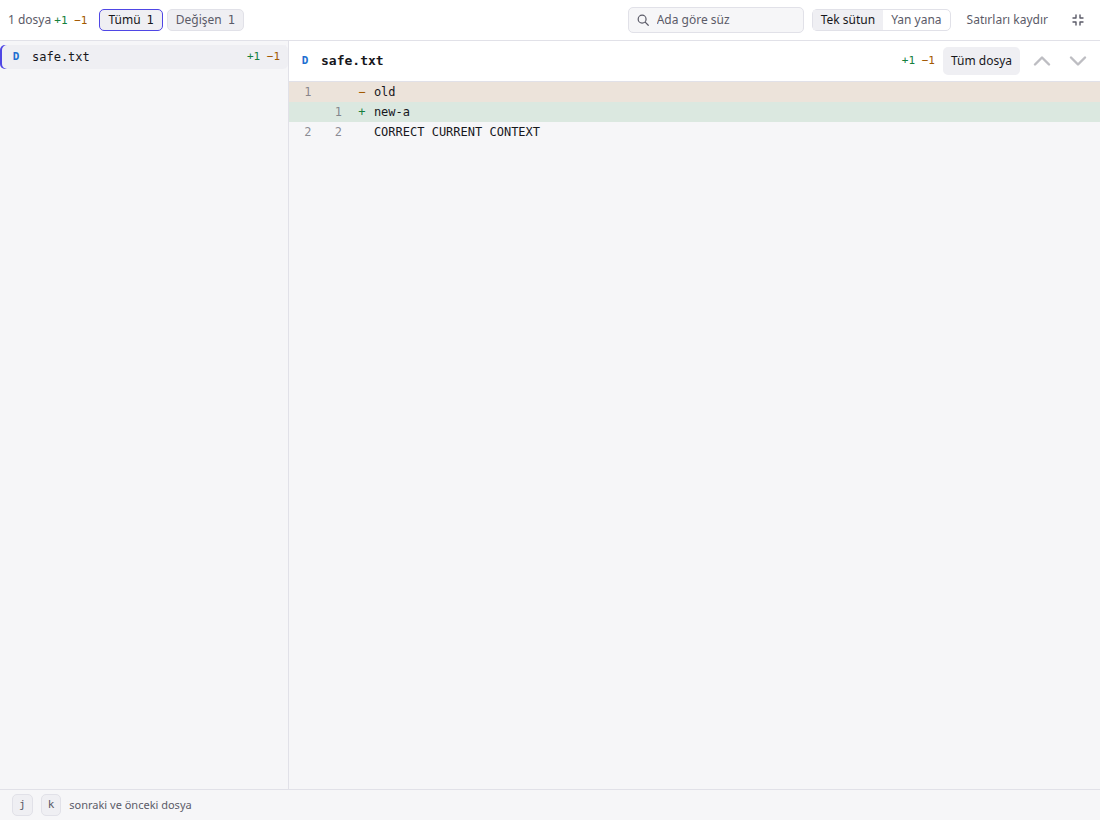 1 dosya +1 −1 Tümü 1 Değişen 1 Ada göre süz Tek sütun Yan yana Satırları kaydır
D safe.txt +1 −1
D safe.txt +1 −1 Tüm dosya
1 − old
1 + new-a
2 2 CORRECT CURRENT CONTEXT
j k sonraki ve önceki dosya